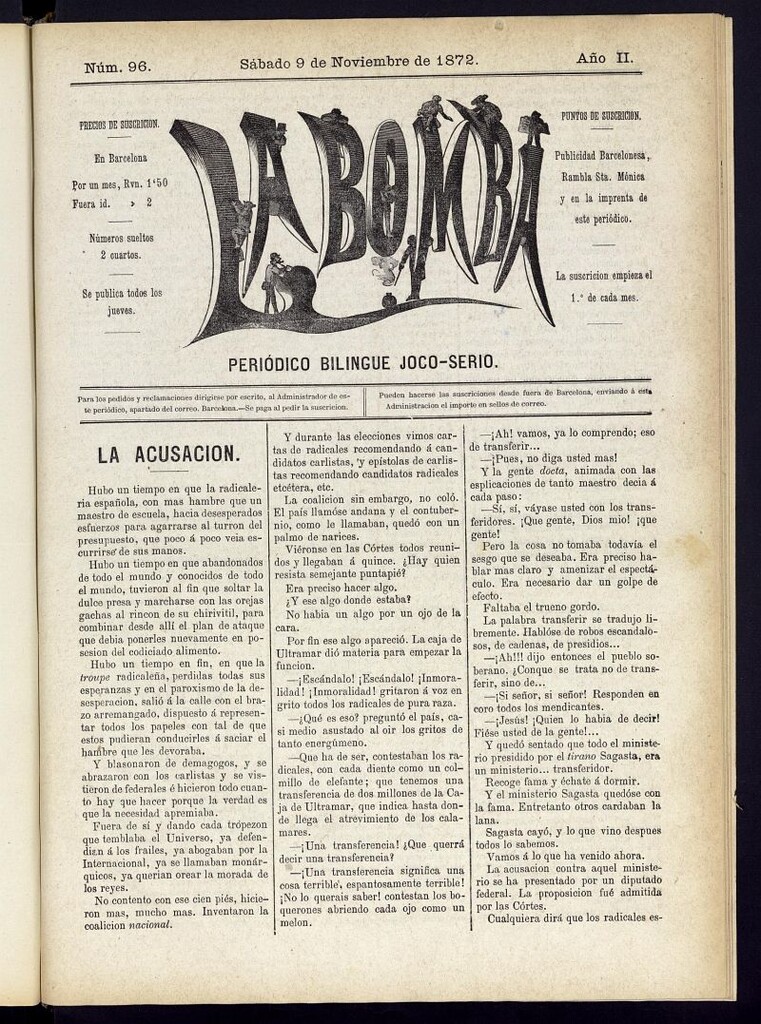 Núm. 96.
Sábado 9 de Noviembre de 1872.
Año II.
PRECIOS DE SUSCRICION.
En Barcelona
Por un mes, Rvn. 1'50
Fuera id. » 2
Números sueltos
2 cuartos.
Se publica todos los
jueves.
LA BOMBA
PUNTOS DE SUSCRICION.
Publicidad Barcelonesa,
Rambla Sta. Mónica
y en la imprenta de
este periódico.
La suscricion empieza el
1.º de cada mes.
PERIÓDICO BILINGUE JOCO-SERIO.
Para los pedidos y reclamaciones dirigirse por escrito, al Administrador de es-
te periódico, apartado del correo. Barcelona.—Se paga al pedir la suscricion.
Pueden hacerse las suscriciones desde fuera de Barcelona, enviando á esta
Administracion el importe en sellos de correo.
LA ACUSACION.
Hubo un tiempo en que la radicale-
ria española, con mas hambre que un
maestro de escuela, hacia desesperados
esfuerzos para agarrarse al turron del
presupuesto, que poco á poco veia es-
currirse de sus manos.
Hubo un tiempo en que abandonados
de todo el mundo y conocidos de todo
el mundo, tuvieron al fin que soltar la
dulce presa y marcharse con las orejas
gachas al rincon de su chirivitil, para
combinar desde allí el plan de ataque
que debia ponerles nuevamente en po-
sesion del codiciado alimento.
Hubo un tiempo en fin, en que la
troupe radicaleña, perdidas todas sus
esperanzas y en el paroxismo de la de-
sesperacion, salió á la calle con el bra-
zo arremangado, dispuesto á represen-
tar todos los papeles con tal de que
estos pudieran conducirles á saciar el
hambre que les devoraba.
Y blasonaron de demagogos, y se
abrazaron con los carlistas y se vis-
tieron de federales é hicieron todo cuan-
to hay que hacer porque la verdad es
que la necesidad apremiaba.
Fuera de sí y dando cada trópezon
que temblaba el Universo, ya defen-
dian á los frailes, ya abogaban por la
Internacional, ya se llamaban monár-
quicos, ya querian orear la morada de
los reyes.
No contento con ese cien piés, hicie-
ron mas, mucho mas. Inventaron la
coalicion nacional.
Y durante las elecciones vimos car-
tas de radicales recomendando á can-
didatos carlistas, y epístolas de carlis-
tas recomendando candidatos radicales
etcétera, etc.
La coalicion sin embargo, no coló.
El país llamóse andana y el contuber-
nio, como le llamaban, quedó con un
palmo de narices.
Viéronse en las Córtes todos reuni-
dos y llegaban á quince. ¿Hay quien
resista semejante puntapié?
Era preciso hacer algo.
¿Y ese algo donde estaba?
No habia un algo por un ojo de la
cara.
Por fin ese algo apareció. La caja de
Ultramar dió materia para empezar la
funcion.
—¡Escándalo! ¡Escándalo! ¡Inmora-
lidad! ¡Inmoralidad! gritaron á voz en
grito todos los radicales de pura raza.
—¿Qué es eso? preguntó el país, ca-
si medio asustado al oir los gritos de
tanto energúmeno.
—Que ha de ser, contestaban los ra-
dicales, con cada diente como un col-
millo de elefante; que tenemos una
transferencia de dos millones de la Ca-
ja de Ultramar, que indica hasta don-
de llega el atrevimiento de los cala-
mares.
—¡Una transferencia! ¿Que querrá
decir una transferencia?
—¡Una transferencia significa una
cosa terrible, espantosamente terrible!
¡No lo querais saber! contestan los bo-
querones abriendo cada ojo como un
melon.
—¡Ah! vamos, ya lo comprendo; eso
de transferir...
—¡Pues, no diga usted mas!
Y la gente docta, animada con las
esplicaciones de tanto maestro decia á
cada paso:
—Sí, sí, váyase usted con los trans-
feridores. ¡Que gente, Dios mio! ¡que
gente!
Pero la cosa no tomaba todavía el
sesgo que se deseaba. Era preciso ha-
blar mas claro y amenizar el espectá-
culo. Era necesario dar un golpe de
efecto.
Faltaba el trueno gordo.
La palabra transferir se tradujo li-
bremente. Hablóse de robos escandalo-
sos, de cadenas, de presidios...
—¡Ah!!! dijo entonces el pueblo so-
berano. ¿Conque se trata no de trans-
ferir, sino de...
—¡Si señor, si señor! Responden en
coro todos los mendicantes.
—¡Jesús! ¡Quien lo habia de decir!
Fiése usted de la gente!...
Y quedó sentado que todo el ministe-
rio presidido por el tirano Sagasta, era
un ministerio... transferidor.
Recoge fama y échate á dormir.
Y el ministerio Sagasta quedóse con
la fama. Entretanto otros cardaban la
lana.
Sagasta cayó, y lo que vino despues
todos lo sabemos.
Vamos á lo que ha venido ahora.
La acusacion contra aquel ministe-
rio se ha presentado por un diputado
federal. La proposicion fué admitida
por las Córtes.
Cualquiera dirá que los radicales es-